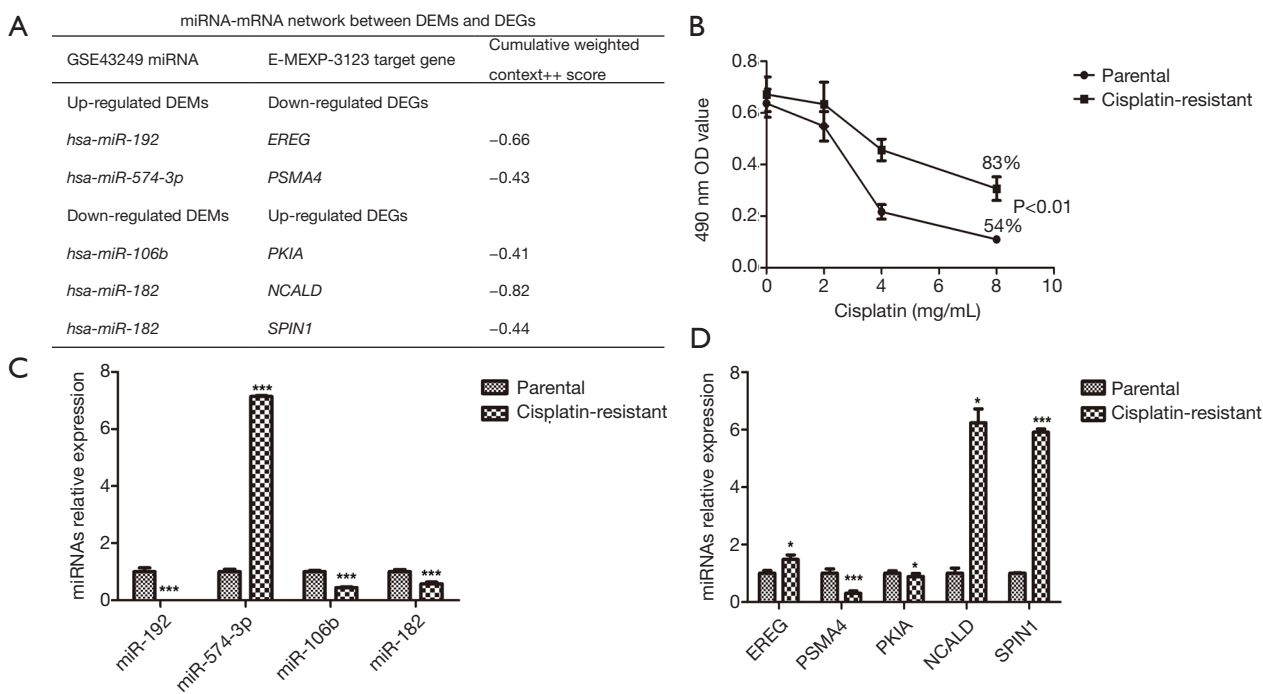 A
miRNA-mRNA network between DEMs and DEGs
GSE43249 miRNA E-MEXP-3123 target gene Cumulative weighted
context++ score
Up-regulated DEMs Down-regulated DEGs
hsa-miR-192 EREG −0.66
hsa-miR-574-3p PSMA4 −0.43
Down-regulated DEMs Up-regulated DEGs
hsa-miR-106b PKIA −0.41
hsa-miR-182 NCALD −0.82
hsa-miR-182 SPIN1 −0.44
B
490 nm OD value
0.8
0.6
0.4
0.2
0.0
0 2 4 6 8 10
Cisplatin (mg/mL)
83%
P<0.01
54%
Parental
Cisplatin-resistant
C
miRNAs relative expression
8
6
4
2
0
***
***
***
***
miR-192 miR-574-3p miR-106b miR-182
Parental
Cisplatin-resistant
D
miRNAs relative expression
8
6
4
2
0
*
***
*
*
***
EREG PSMA4 PKIA NCALD SPIN1
Parental
Cisplatin-resistant